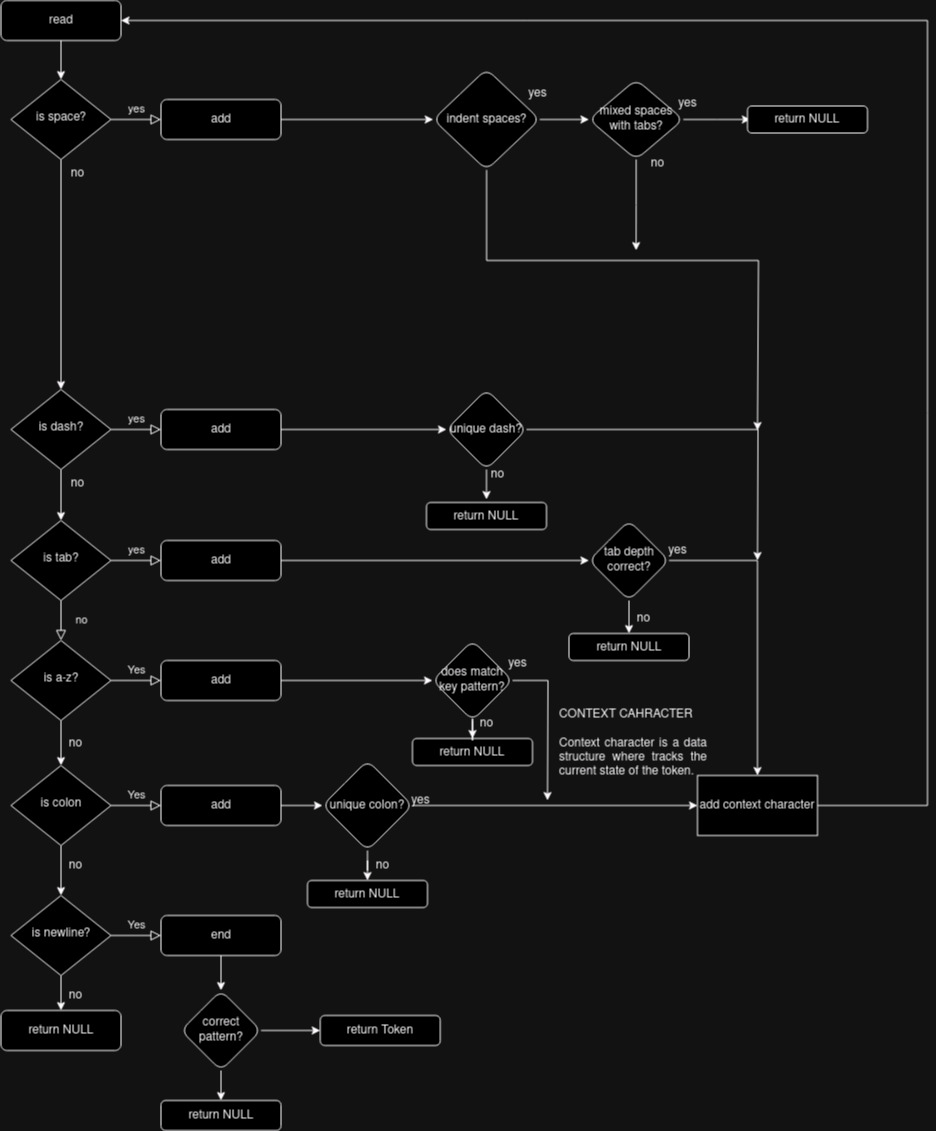 read
is space?
yes
add
indent spaces?
yes
mixed spaces
with tabs?
yes
return NULL
no
no
is dash?
yes
add
unique dash?
no
return NULL
no
is tab?
yes
add
tab depth
correct?
yes
no
return NULL
no
is a-z?
Yes
add
does match
key pattern?
yes
no
return NULL
no
CONTEXT CAHRACTER
Context character is a data
structure where tracks the
current state of the token.
is colon
Yes
add
unique colon?
yes
add context character
no
return NULL
no
is newline?
Yes
end
no
return NULL
correct
pattern?
return Token
return NULL